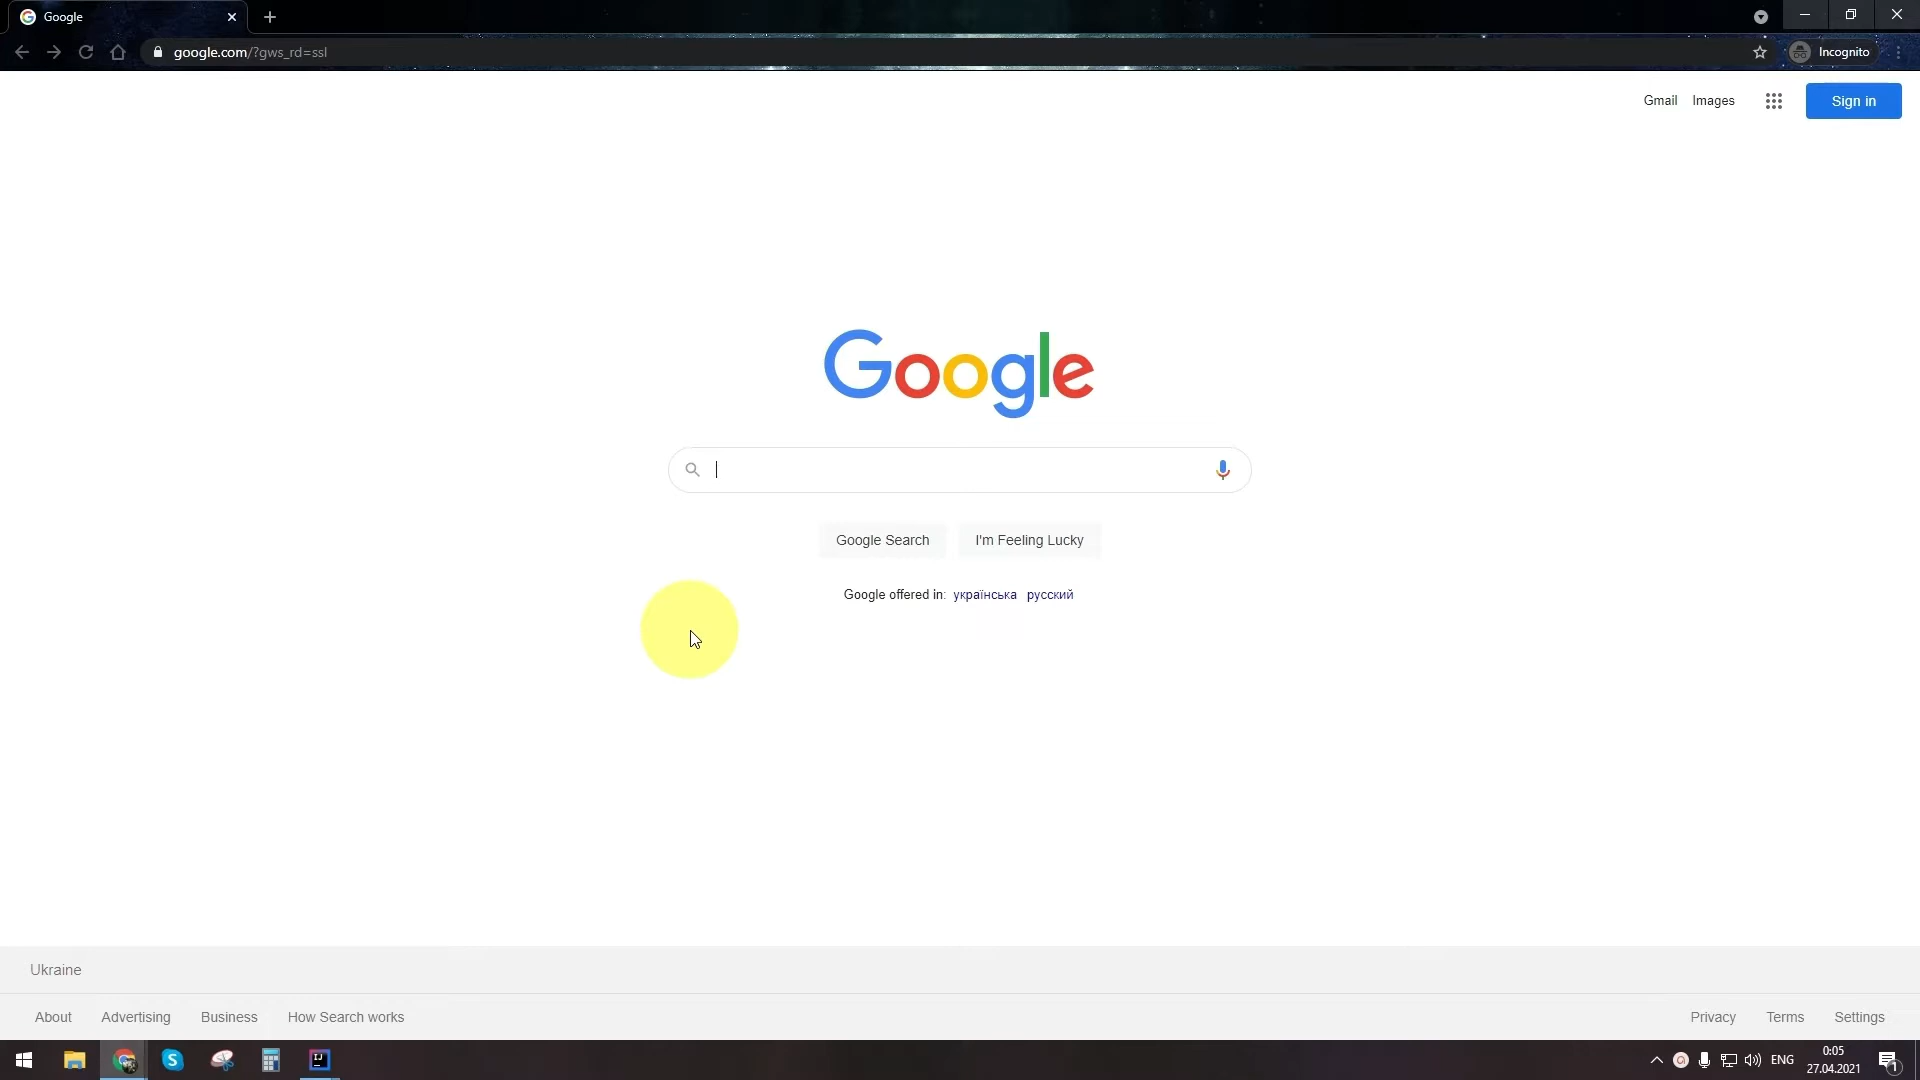 Google
google.com/?gws_rd=ssl
Incognito
Gmail Images Sign in
Google
Google Search I'm Feeling Lucky
Google offered in: українська русский
Ukraine
About Advertising Business How Search works Privacy Terms Settings
ENG 0:05
27.04.2021
1